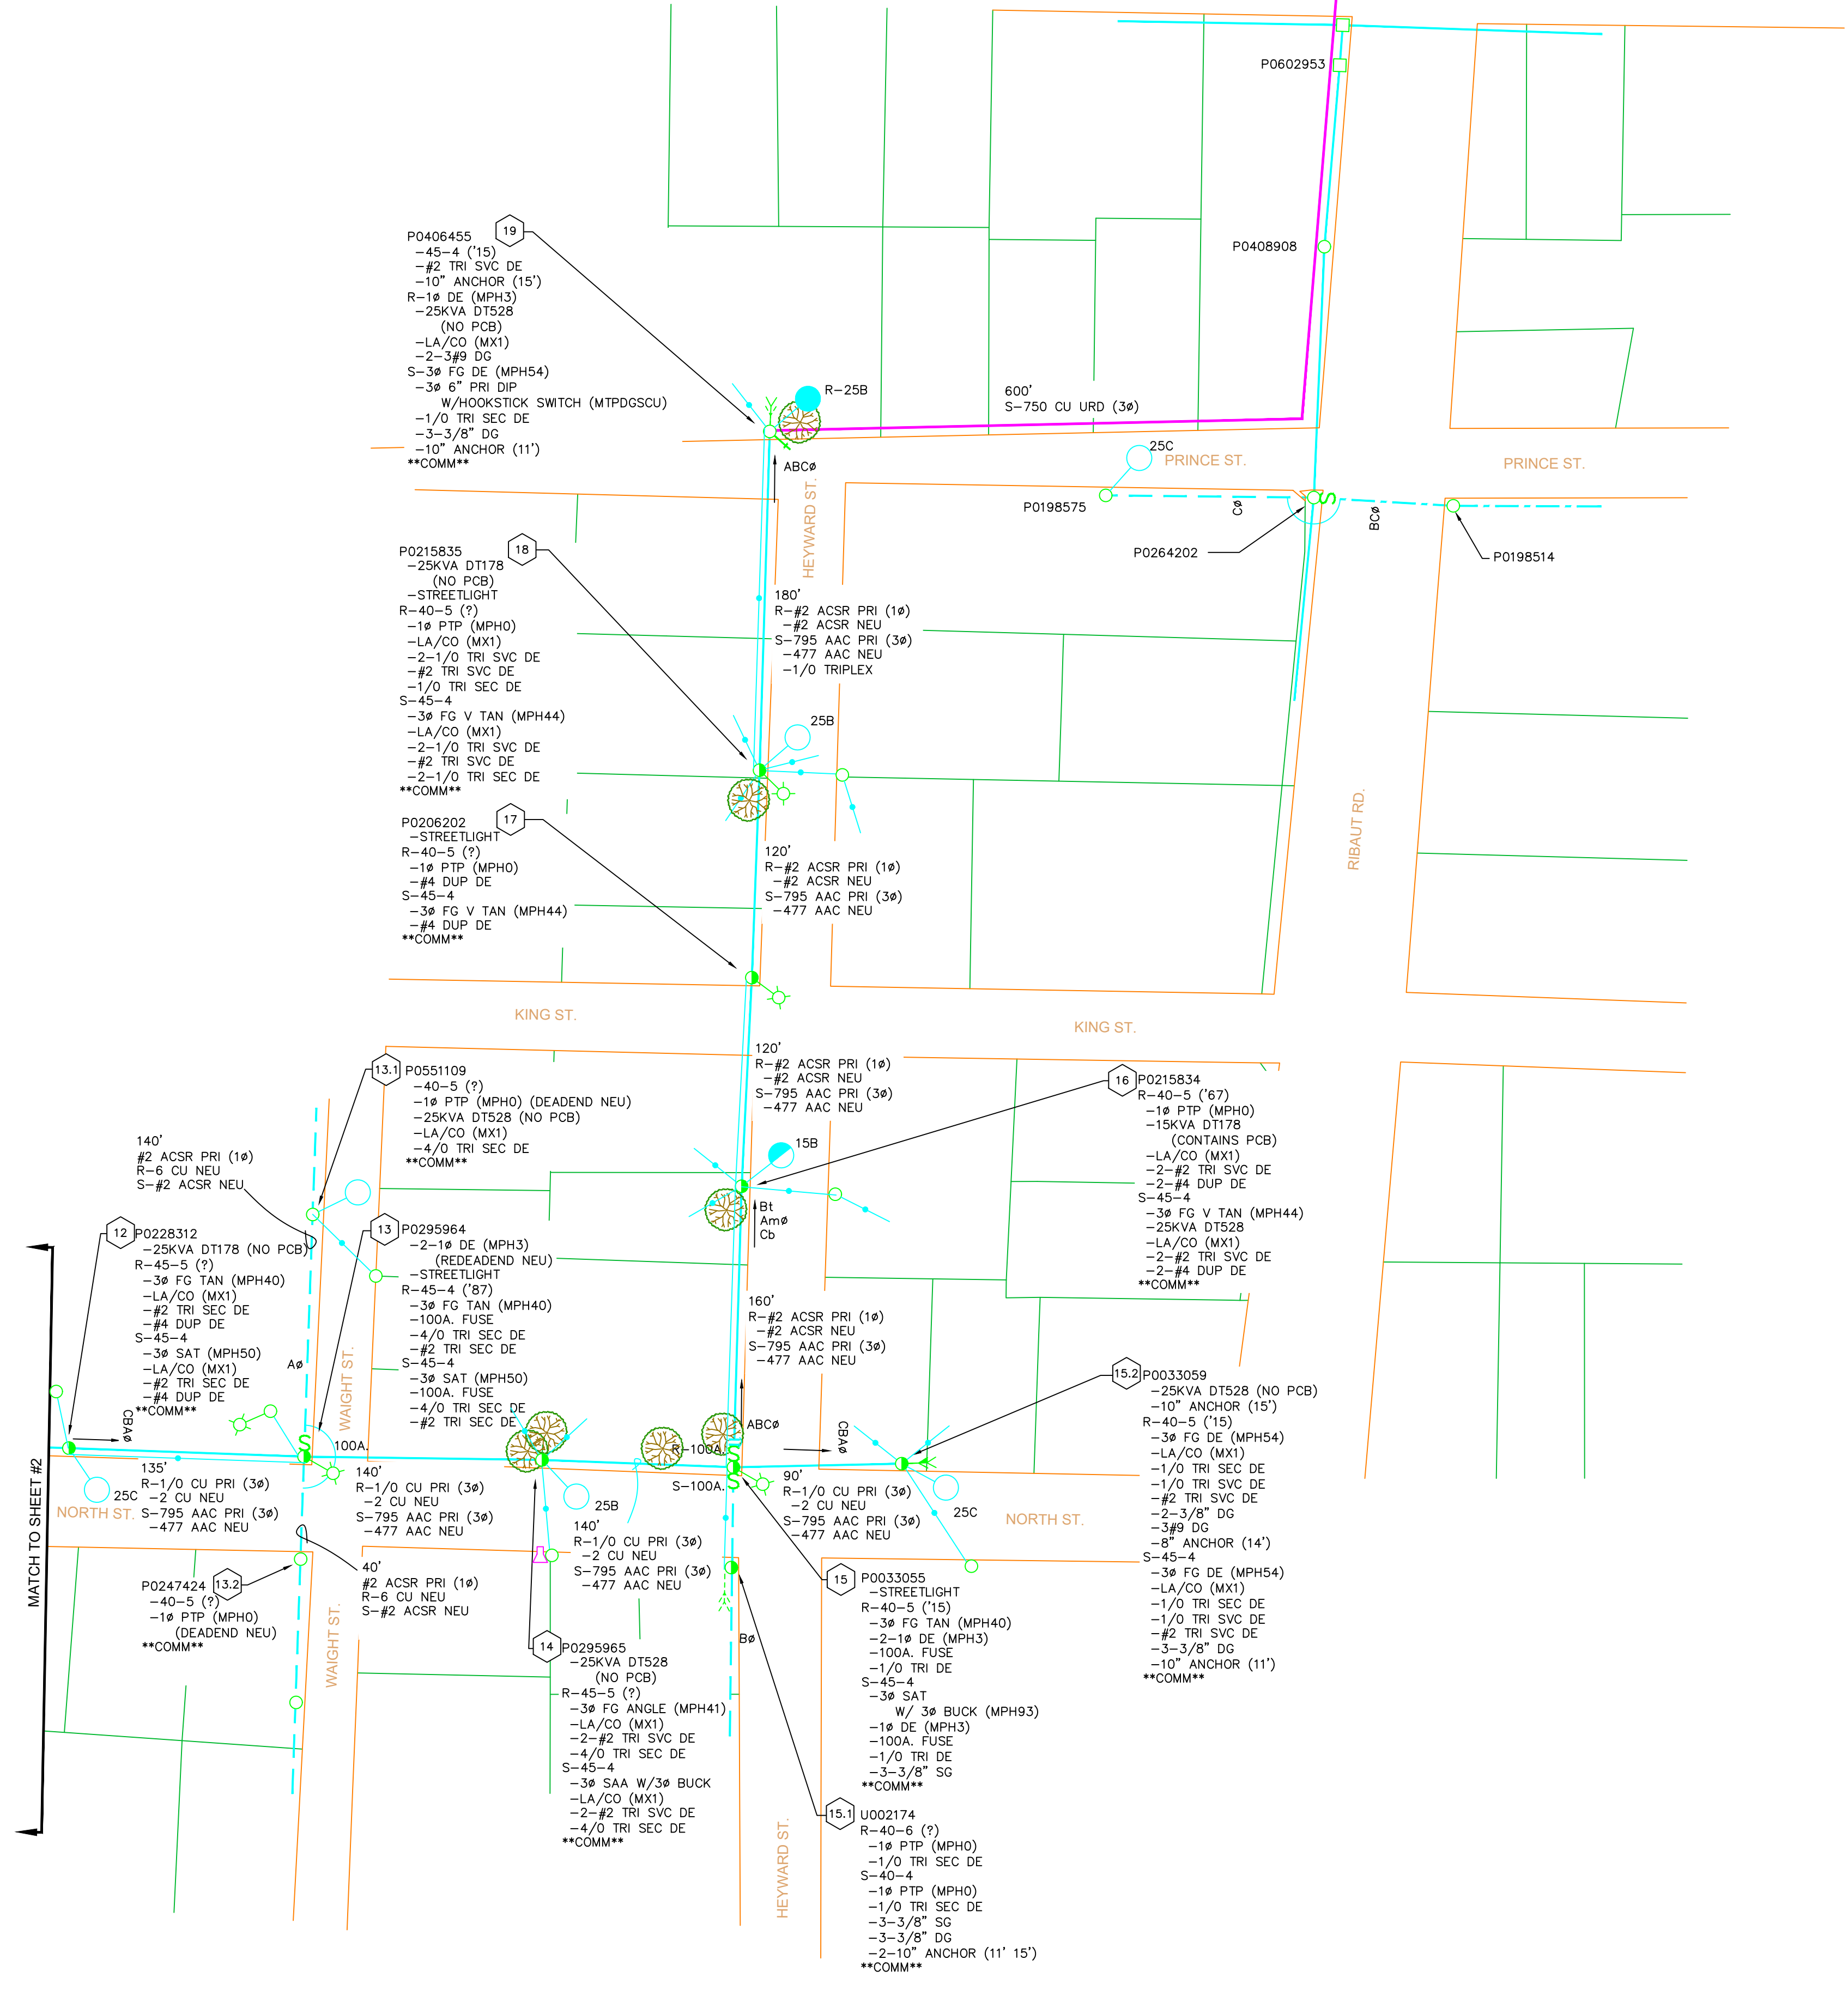 P0602953
P0408908
19
P0406455
-45-4 ('15)
-#2 TRI SVC DE
-10" ANCHOR (15')
R-1ø DE (MPH3)
-25KVA DT528
(NO PCB)
-LA/CO (MX1)
-2-3#9 DG
S-3ø FG DE (MPH54)
-3ø 6" PRI DIP
W/HOOKSTICK SWITCH (MTPDGSCU)
-1/0 TRI SEC DE
-3-3/8" DG
-10" ANCHOR (11')
**COMM**
R-25B
600'
S-750 CU URD (3ø)
ABCø
HEYWARD ST.
25C
PRINCE ST.
PRINCE ST.
P0198575
Cø
BCø
P0264202
P0198514
18
P0215835
-25KVA DT178
(NO PCB)
-STREETLIGHT
R-40-5 (?)
-1ø PTP (MPH0)
-LA/CO (MX1)
-2-1/0 TRI SVC DE
-#2 TRI SVC DE
-1/0 TRI SEC DE
S-45-4
-3ø FG V TAN (MPH44)
-LA/CO (MX1)
-2-1/0 TRI SVC DE
-#2 TRI SVC DE
-2-1/0 TRI SEC DE
**COMM**
180'
R-#2 ACSR PRI (1ø)
-#2 ACSR NEU
S-795 AAC PRI (3ø)
-477 AAC NEU
-1/0 TRIPLEX
25B
17
P0206202
-STREETLIGHT
R-40-5 (?)
-1ø PTP (MPH0)
-#4 DUP DE
S-45-4
-3ø FG V TAN (MPH44)
-#4 DUP DE
**COMM**
120'
R-#2 ACSR PRI (1ø)
-#2 ACSR NEU
S-795 AAC PRI (3ø)
-477 AAC NEU
RIBAUT RD.
KING ST.
KING ST.
120'
R-#2 ACSR PRI (1ø)
-#2 ACSR NEU
S-795 AAC PRI (3ø)
-477 AAC NEU
13.1
P0551109
-40-5 (?)
-1ø PTP (MPH0) (DEADEND NEU)
-25KVA DT528 (NO PCB)
-LA/CO (MX1)
-4/0 TRI SEC DE
**COMM**
16
P0215834
R-40-5 ('67)
-1ø PTP (MPH0)
-15KVA DT178
(CONTAINS PCB)
-LA/CO (MX1)
-2-#2 TRI SVC DE
-2-#4 DUP DE
S-45-4
-3ø FG V TAN (MPH44)
-25KVA DT528
-LA/CO (MX1)
-2-#2 TRI SVC DE
-2-#4 DUP DE
**COMM**
140'
#2 ACSR PRI (1ø)
R-6 CU NEU
S-#2 ACSR NEU
15B
Bt
Amø
Cb
12
P0228312
-25KVA DT178 (NO PCB)
R-45-5 (?)
-3ø FG TAN (MPH40)
-LA/CO (MX1)
-#2 TRI SEC DE
-#4 DUP DE
S-45-4
-3ø SAT (MPH50)
-LA/CO (MX1)
-#2 TRI SEC DE
-#4 DUP DE
**COMM**
13
P0295964
-2-1ø DE (MPH3)
(REDEADEND NEU)
-STREETLIGHT
R-45-4 ('87)
-3ø FG TAN (MPH40)
-100A. FUSE
-4/0 TRI SEC DE
-#2 TRI SEC DE
S-45-4
-3ø SAT (MPH50)
-100A. FUSE
-4/0 TRI SEC DE
-#2 TRI SEC DE
160'
R-#2 ACSR PRI (1ø)
-#2 ACSR NEU
S-795 AAC PRI (3ø)
-477 AAC NEU
Aø
WAIGHT ST.
CBAø
100A.
ABCø
R-100A.
S-100A.
CBAø
15.2
P0033059
-25KVA DT528 (NO PCB)
-10" ANCHOR (15')
R-40-5 ('15)
-3ø FG DE (MPH54)
-LA/CO (MX1)
-1/0 TRI SEC DE
-1/0 TRI SVC DE
-#2 TRI SVC DE
-2-3/8" DG
-3#9 DG
-8" ANCHOR (14')
S-45-4
-3ø FG DE (MPH54)
-LA/CO (MX1)
-1/0 TRI SEC DE
-1/0 TRI SVC DE
-#2 TRI SVC DE
-3-3/8" DG
-10" ANCHOR (11')
**COMM**
MATCH TO SHEET #2
25C
NORTH ST.
135'
R-1/0 CU PRI (3ø)
-2 CU NEU
S-795 AAC PRI (3ø)
-477 AAC NEU
140'
R-1/0 CU PRI (3ø)
-2 CU NEU
S-795 AAC PRI (3ø)
-477 AAC NEU
25B
140'
R-1/0 CU PRI (3ø)
-2 CU NEU
S-795 AAC PRI (3ø)
-477 AAC NEU
90'
R-1/0 CU PRI (3ø)
-2 CU NEU
S-795 AAC PRI (3ø)
-477 AAC NEU
25C
NORTH ST.
13.2
P0247424
-40-5 (?)
-1ø PTP (MPH0)
(DEADEND NEU)
**COMM**
40'
#2 ACSR PRI (1ø)
R-6 CU NEU
S-#2 ACSR NEU
WAIGHT ST.
14
P0295965
-25KVA DT528
(NO PCB)
R-45-5 (?)
-3ø FG ANGLE (MPH41)
-LA/CO (MX1)
-2-#2 TRI SVC DE
-4/0 TRI SEC DE
S-45-4
-3ø SAA W/3ø BUCK
-LA/CO (MX1)
-2-#2 TRI SVC DE
-4/0 TRI SEC DE
**COMM**
Bø
HEYWARD ST.
15
P0033055
-STREETLIGHT
R-40-5 ('15)
-3ø FG TAN (MPH40)
-2-1ø DE (MPH3)
-100A. FUSE
-1/0 TRI DE
S-45-4
-3ø SAT
W/ 3ø BUCK (MPH93)
-1ø DE (MPH3)
-100A. FUSE
-1/0 TRI DE
-3-3/8" SG
**COMM**
15.1
U002174
R-40-6 (?)
-1ø PTP (MPH0)
-1/0 TRI SEC DE
S-40-4
-1ø PTP (MPH0)
-1/0 TRI SEC DE
-3-3/8" SG
-3-3/8" DG
-2-10" ANCHOR (11' 15')
**COMM**